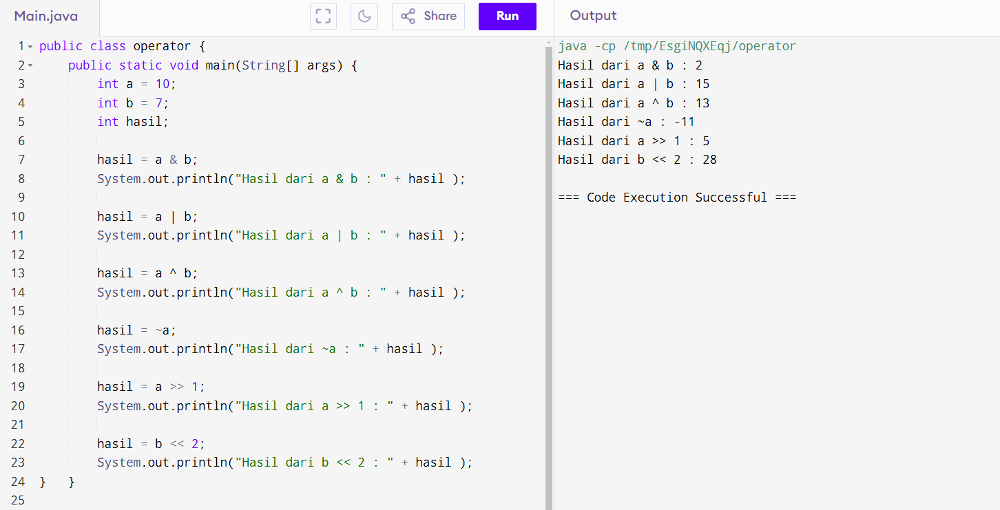 Main.java
Share
Run
Output
1 public class operator {
2     public static void main(String[] args) {
3         int a = 10;
4         int b = 7;
5         int hasil;
6
7         hasil = a & b;
8         System.out.println("Hasil dari a & b : " + hasil );
9
10         hasil = a | b;
11         System.out.println("Hasil dari a | b : " + hasil );
12
13         hasil = a ^ b;
14         System.out.println("Hasil dari a ^ b : " + hasil );
15
16         hasil = ~a;
17         System.out.println("Hasil dari ~a : " + hasil );
18
19         hasil = a >> 1;
20         System.out.println("Hasil dari a >> 1 : " + hasil );
21
22         hasil = b << 2;
23         System.out.println("Hasil dari b << 2 : " + hasil );
24 }   }
25
java -cp /tmp/EsgiNQXEqj/operator
Hasil dari a & b : 2
Hasil dari a | b : 15
Hasil dari a ^ b : 13
Hasil dari ~a : -11
Hasil dari a >> 1 : 5
Hasil dari b << 2 : 28
=== Code Execution Successful ===